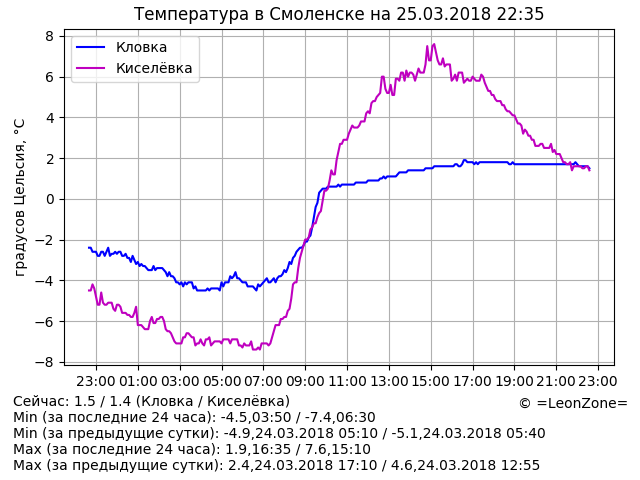 Температура в Смоленске на 25.03.2018 22:35
Кловка
Киселёвка
градусов Цельсия, °C
8
6
4
2
0
−2
−4
−6
−8
23:00 01:00 03:00 05:00 07:00 09:00 11:00 13:00 15:00 17:00 19:00 21:00 23:00
Сейчас: 1.5 / 1.4 (Кловка / Киселёвка)
© =LeonZone=
Min (за последние 24 часа): -4.5,03:50 / -7.4,06:30
Min (за предыдущие сутки): -4.9,24.03.2018 05:10 / -5.1,24.03.2018 05:40
Max (за последние 24 часа): 1.9,16:35 / 7.6,15:10
Max (за предыдущие сутки): 2.4,24.03.2018 17:10 / 4.6,24.03.2018 12:55